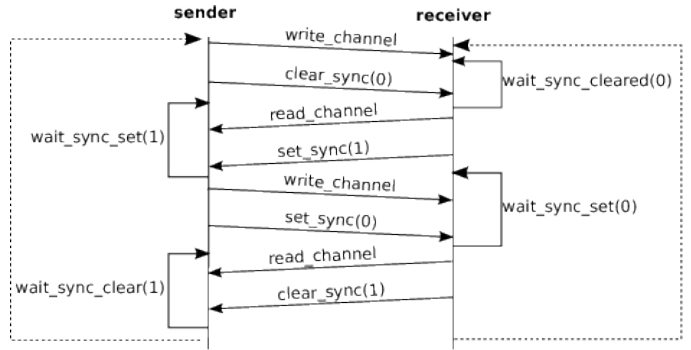 sender
receiver
write_channel
clear_sync(0)
wait_sync_cleared(0)
read_channel
wait_sync_set(1)
set_sync(1)
write_channel
wait_sync_set(0)
set_sync(0)
read_channel
wait_sync_clear(1)
clear_sync(1)